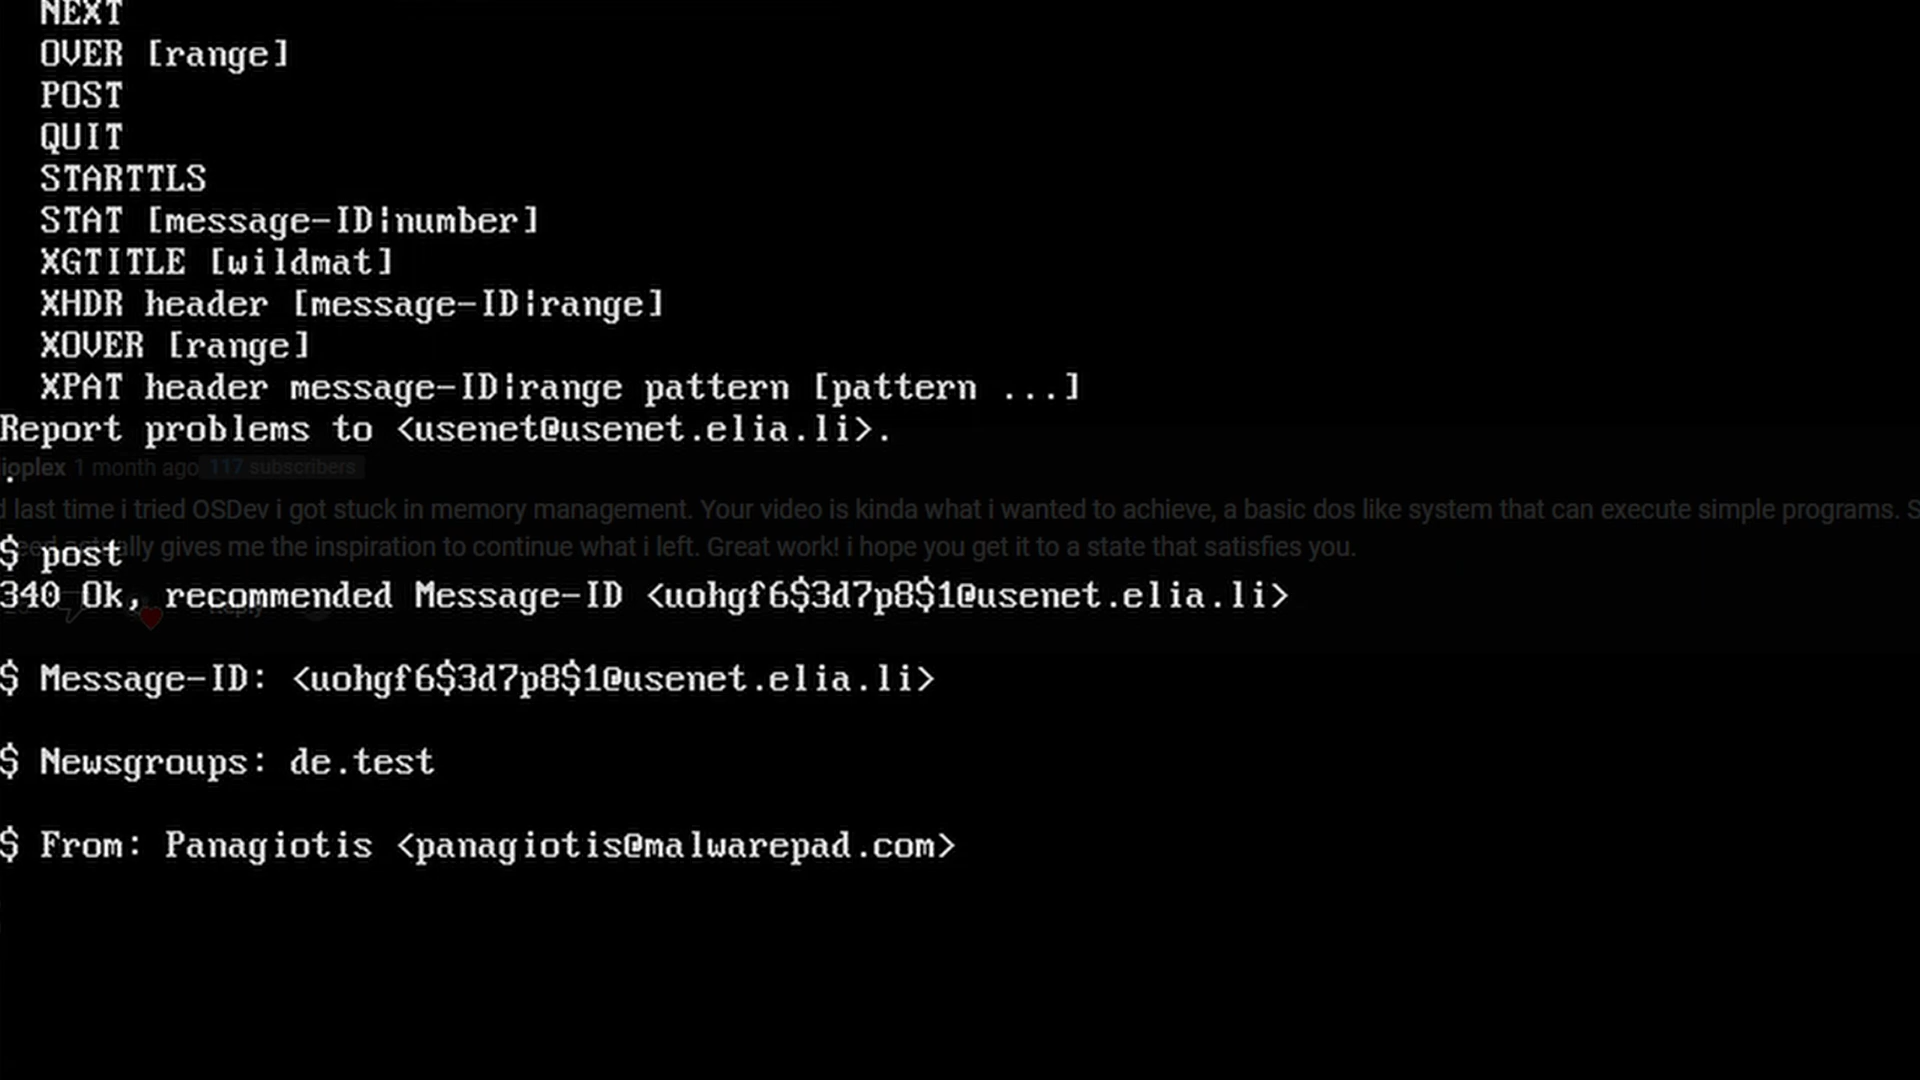 NEXT
OVER [range]
POST
QUIT
STARTTLS
STAT [message-ID|number]
XGTITLE [wildmat]
XHDR header [message-ID|range]
XOVER [range]
XPAT header message-ID|range pattern [pattern ...]
Report problems to <usenet@usenet.elia.li>.
ioplex 1 month ago 117 subscribers
.
last time i tried OSDev i got stuck in memory management. Your video is kinda what i wanted to achieve, a basic dos like system that can execute simple programs. S
gives me the inspiration to continue what i left. Great work! i hope you get it to a state that satisfies you.
$ post
340 Ok, recommended Message-ID <uohgf6$3d7p8$1@usenet.elia.li>
Reply
$ Message-ID: <uohgf6$3d7p8$1@usenet.elia.li>
$ Newsgroups: de.test
$ From: Panagiotis <panagiotis@malwarepad.com>